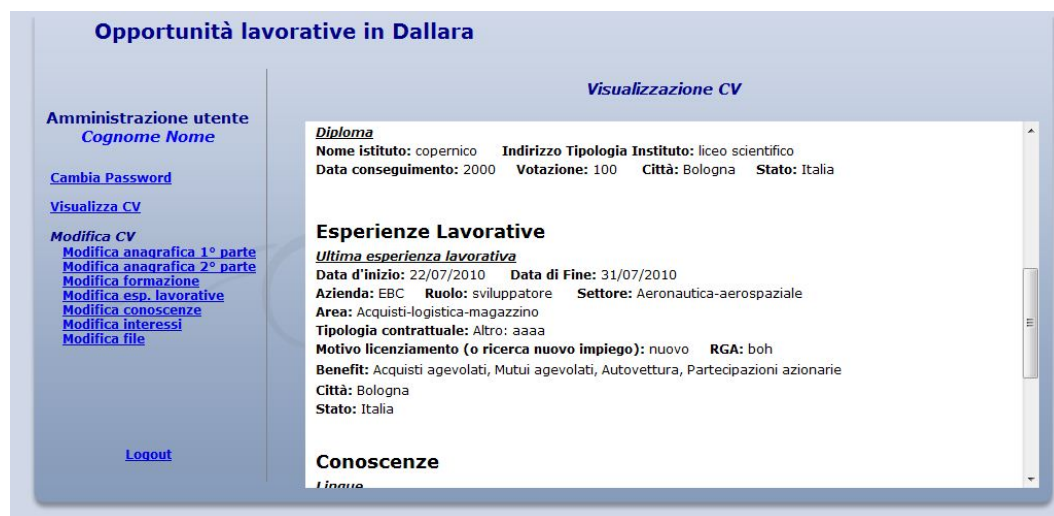 Opportunità lavorative in Dallara
Visualizzazione CV
Amministrazione utente
Cognome Nome
Cambia Password
Visualizza CV
Modifica CV
Modifica anagrafica 1° parte
Modifica anagrafica 2° parte
Modifica formazione
Modifica esp. lavorative
Modifica conoscenze
Modifica interessi
Modifica file
Logout
Diploma
Nome istituto: copernico Indirizzo Tipologia Instituto: liceo scientifico
Data conseguimento: 2000 Votazione: 100 Città: Bologna Stato: Italia
Esperienze Lavorative
Ultima esperienza lavorativa
Data d'inizio: 22/07/2010 Data di Fine: 31/07/2010
Azienda: EBC Ruolo: sviluppatore Settore: Aeronautica-aerospaziale
Area: Acquisti-logistica-magazzino
Tipologia contrattuale: Altro: aaaa
Motivo licenziamento (o ricerca nuovo impiego): nuovo RGA: boh
Benefit: Acquisti agevolati, Mutui agevolati, Autovettura, Partecipazioni azionarie
Città: Bologna
Stato: Italia
Conoscenze
Lingue